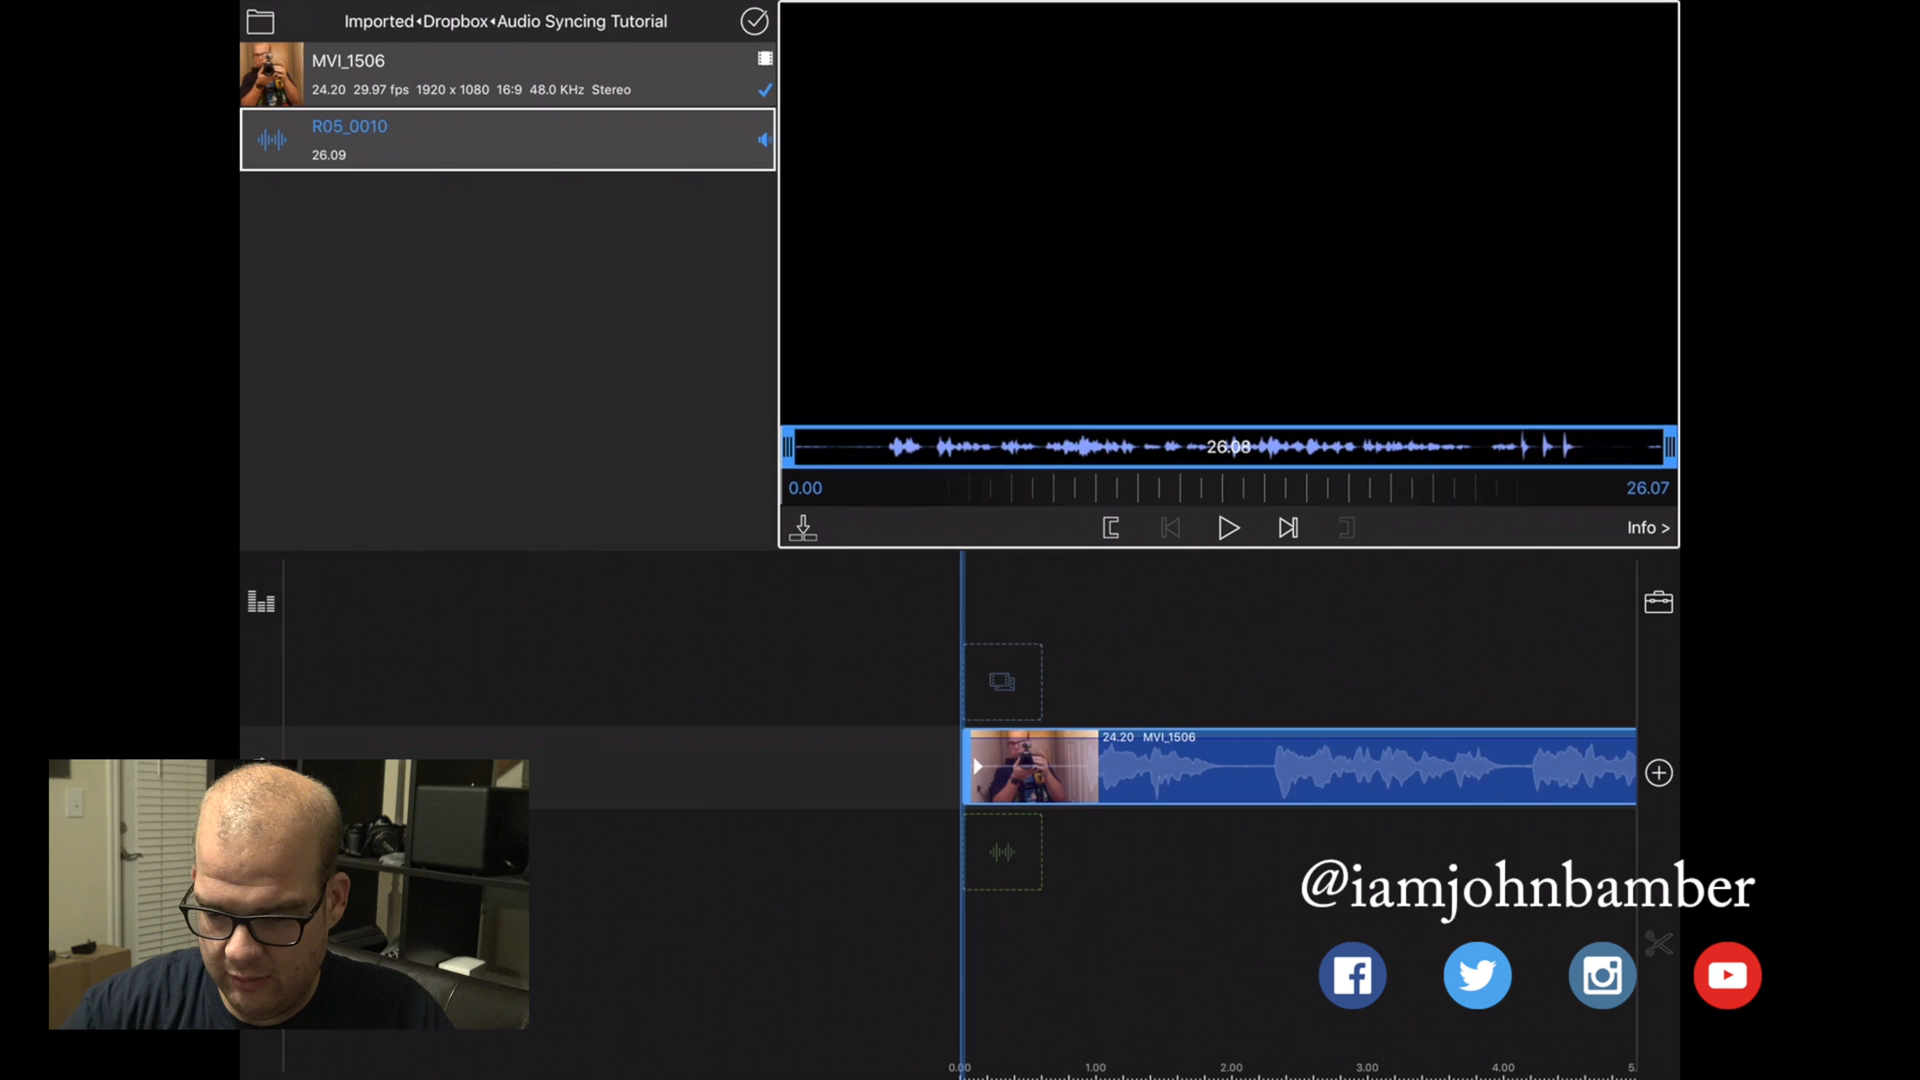 Imported◂Dropbox◂Audio Syncing Tutorial
MVI_1506
24.20 29.97 fps 1920 x 1080 16:9 48.0 KHz Stereo
R05_0010
26.09
26.08
0.00
26.07
Info >
24.20 MVI_1506
@iamjohnbamber
0.00 1.00 2.00 3.00 4.00 5.